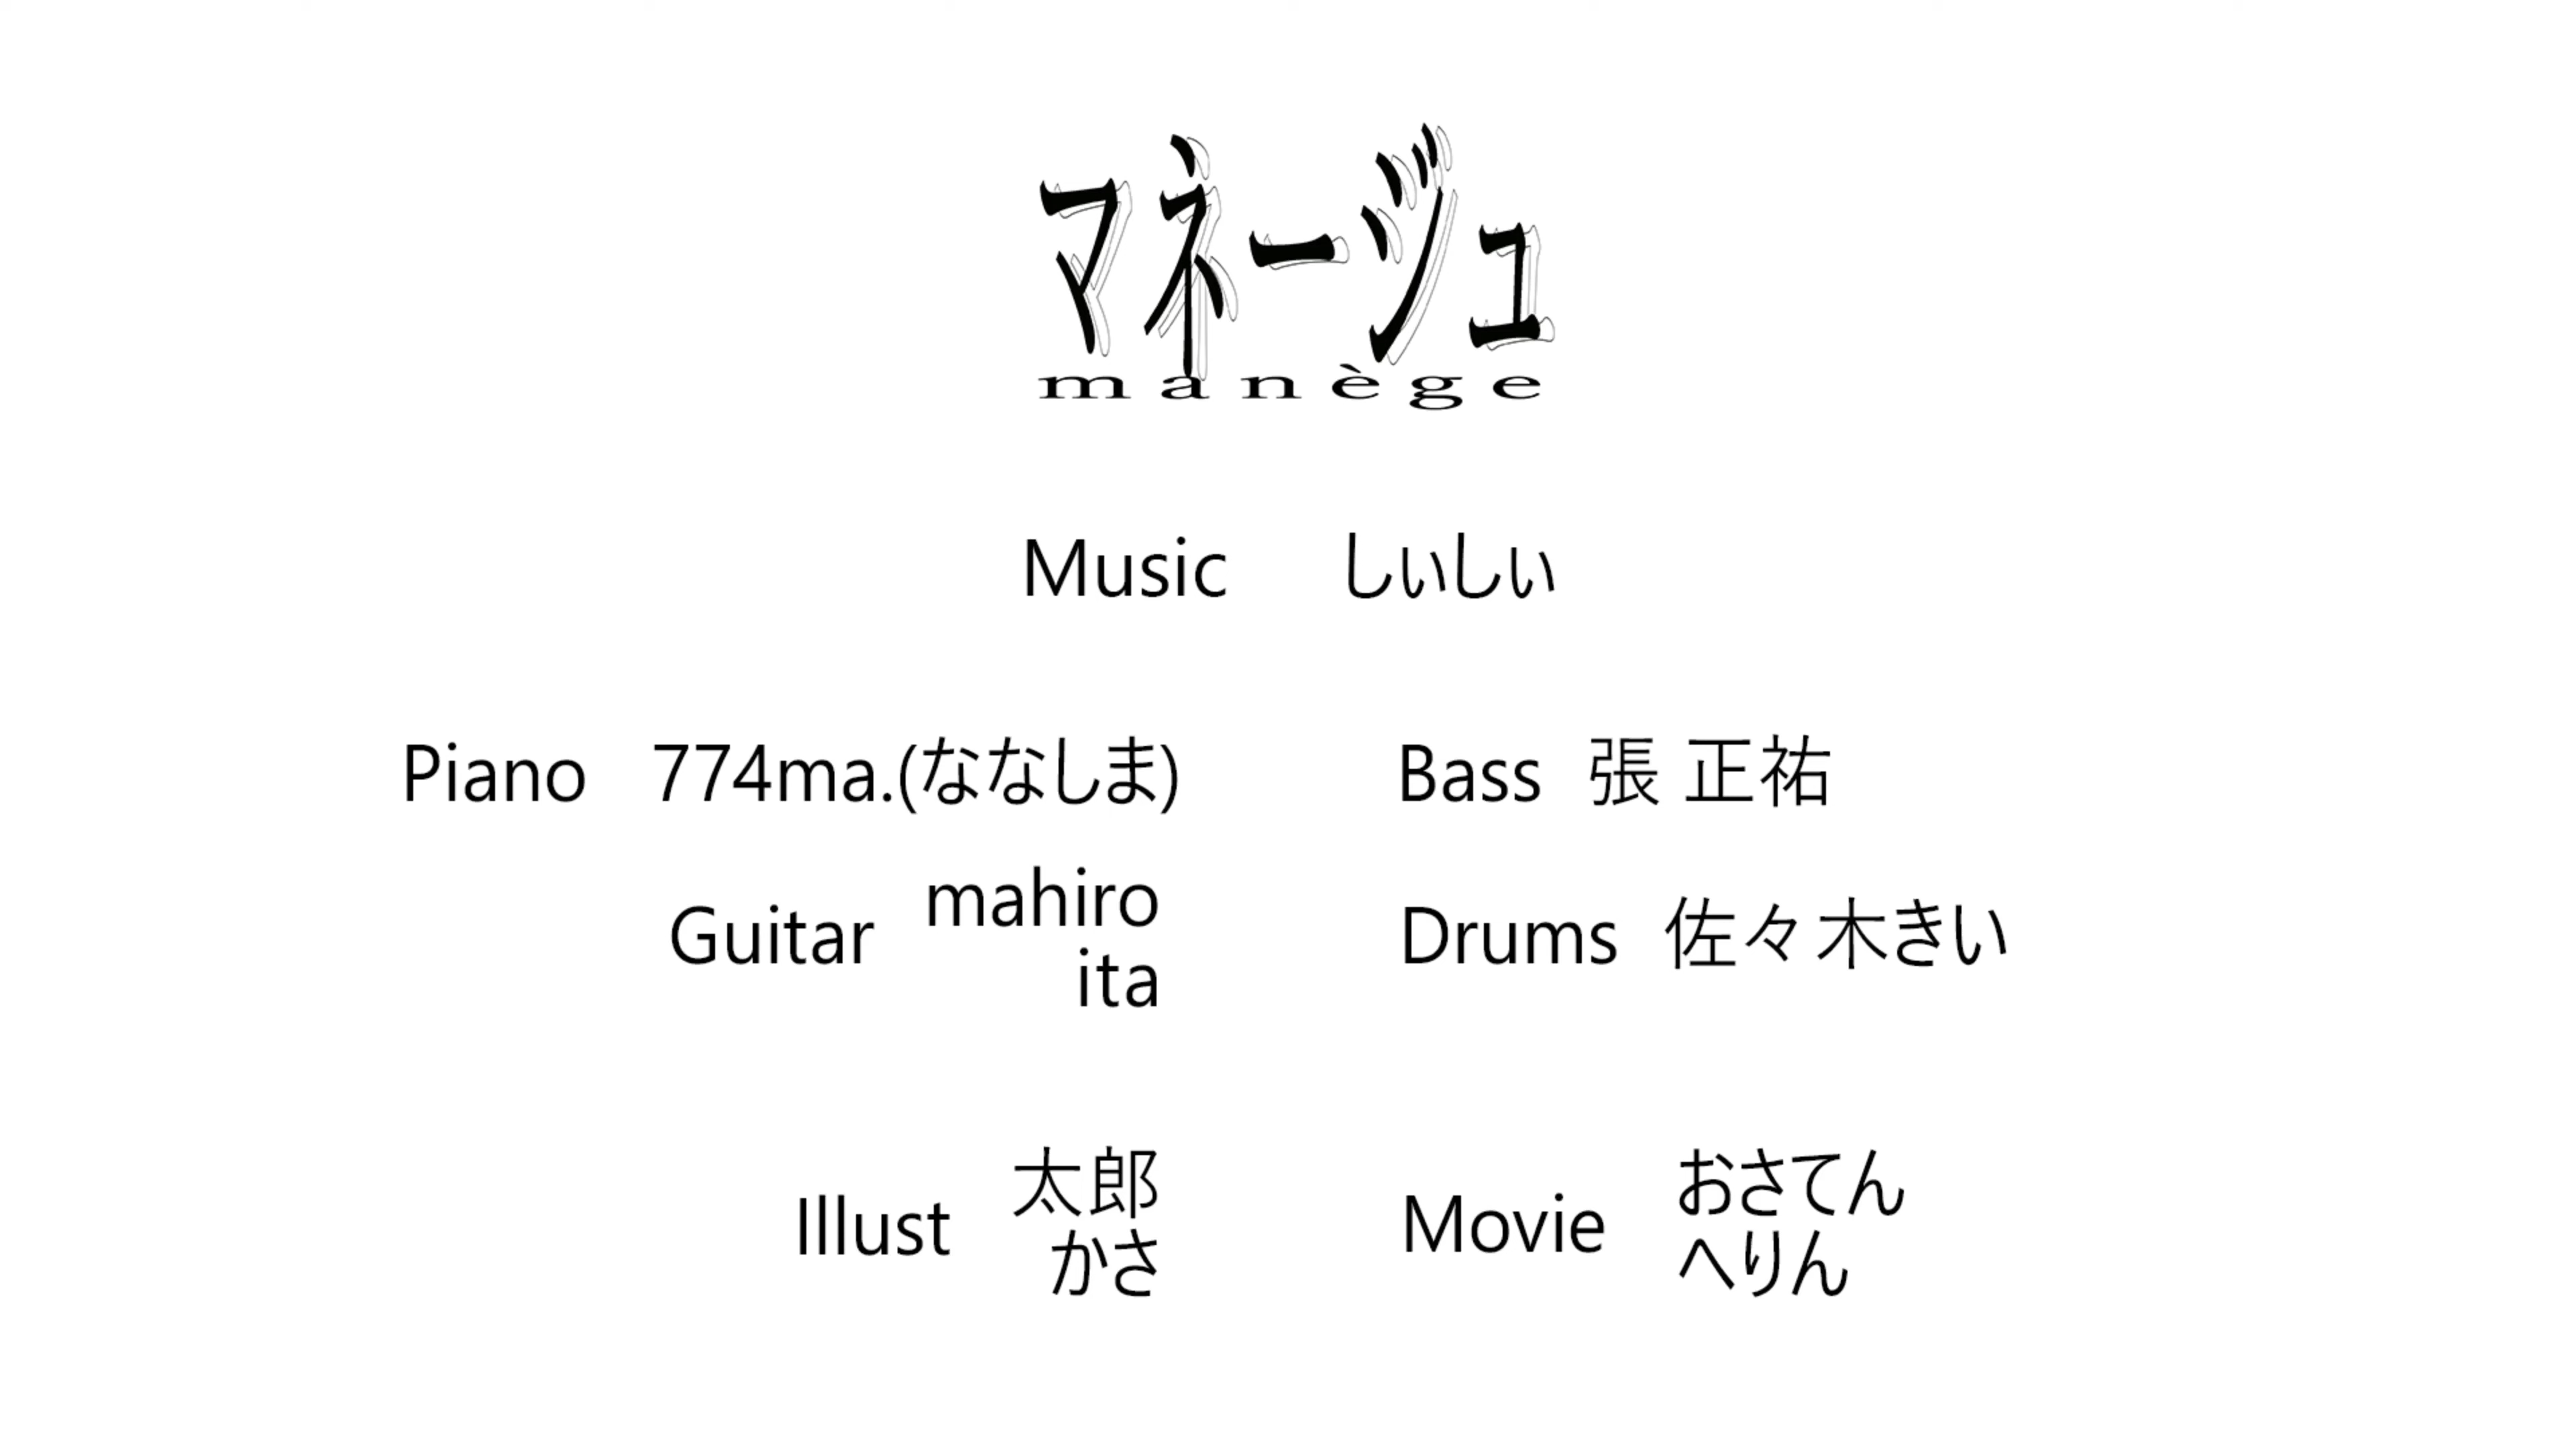 マネージュ
manège
Music しぃしぃ
Piano 774ma.(ななしま)
Bass 張 正祐
Guitar mahiro
ita
Drums 佐々木きい
Illust 太郎
かさ
Movie おさてん
へりん